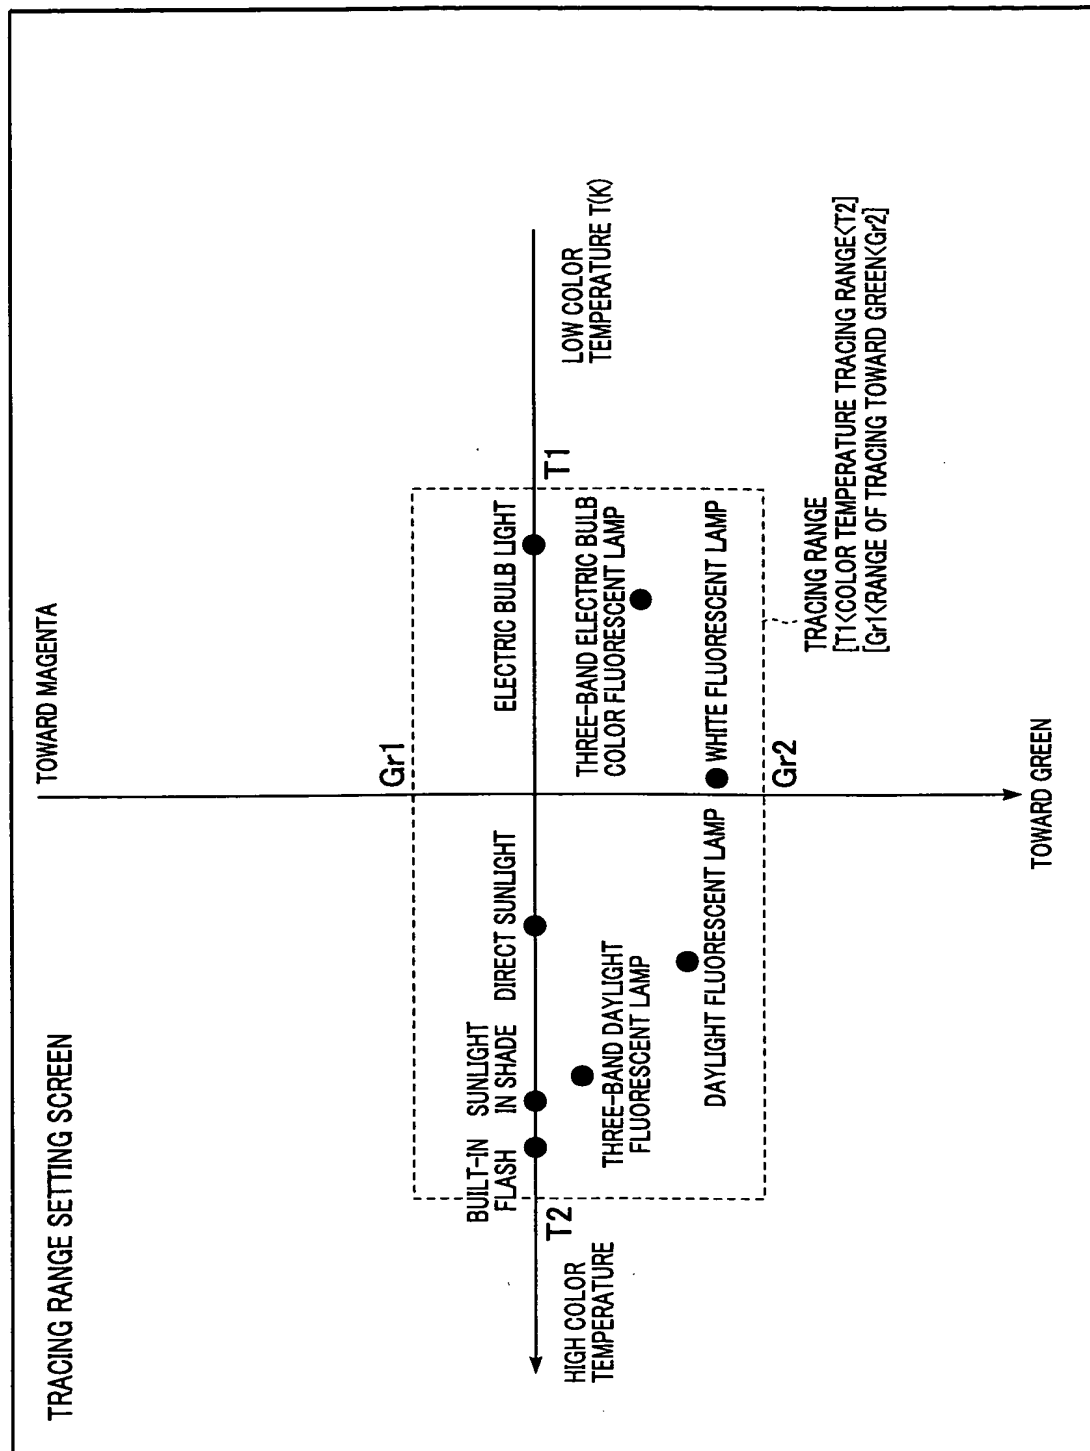 TRACING RANGE SETTING SCREEN
TOWARD MAGENTA
Gr1
BUILT-IN
FLASH
SUNLIGHT
IN SHADE
DIRECT SUNLIGHT
ELECTRIC BULB LIGHT
T2
T1
HIGH COLOR
TEMPERATURE
LOW COLOR
TEMPERATURE T(K)
THREE-BAND DAYLIGHT
FLUORESCENT LAMP
THREE-BAND ELECTRIC BULB
COLOR FLUORESCENT LAMP
DAYLIGHT FLUORESCENT LAMP
WHITE FLUORESCENT LAMP
Gr2
TRACING RANGE
[T1<COLOR TEMPERATURE TRACING RANGE<T2]
[Gr1<RANGE OF TRACING TOWARD GREEN<Gr2]
TOWARD GREEN